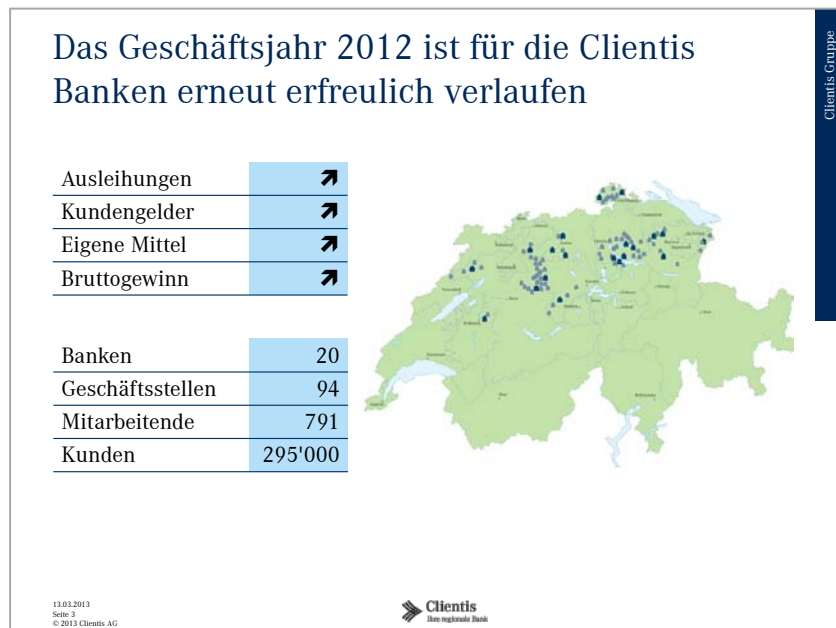 Das Geschäftsjahr 2012 ist für die Clientis
Banken erneut erfreulich verlaufen
Clientis Gruppe
Ausleihungen
Kundengelder
Eigene Mittel
Bruttogewinn
Banken 20
Geschäftsstellen 94
Mitarbeitende 791
Kunden 295'000
13.03.2013
Seite 3
© 2013 Clientis AG
Clientis
Ihre regionale Bank